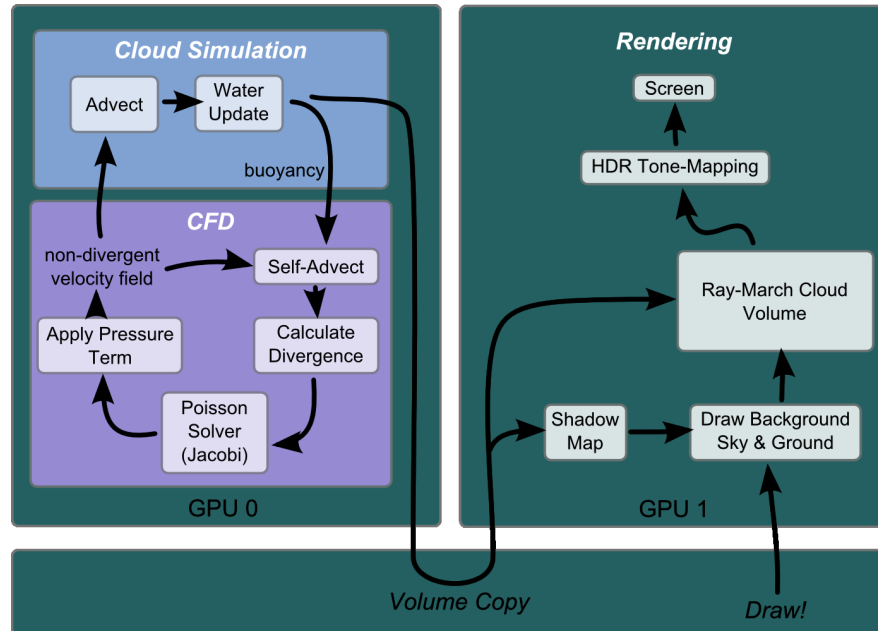 Cloud Simulation
Advect
Water
Update
buoyancy
CFD
non-divergent
velocity field
Self-Advect
Apply Pressure
Term
Calculate
Divergence
Poisson
Solver
(Jacobi)
GPU 0
Rendering
Screen
HDR Tone-Mapping
Ray-March Cloud
Volume
Shadow
Map
Draw Background
Sky & Ground
GPU 1
Volume Copy
Draw!